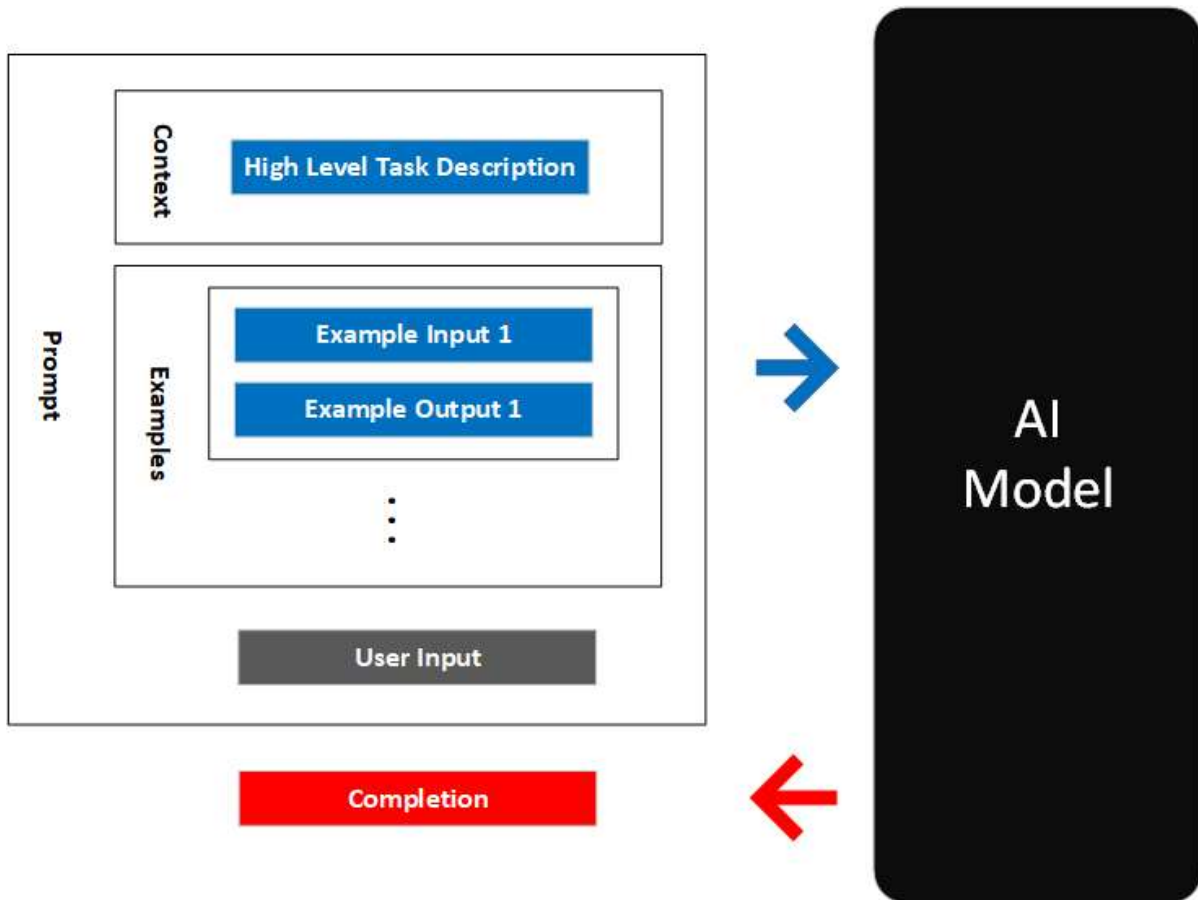 Prompt
Context
High Level Task Description
Examples
Example Input 1
Example Output 1
...
User Input
Completion
AI
Model